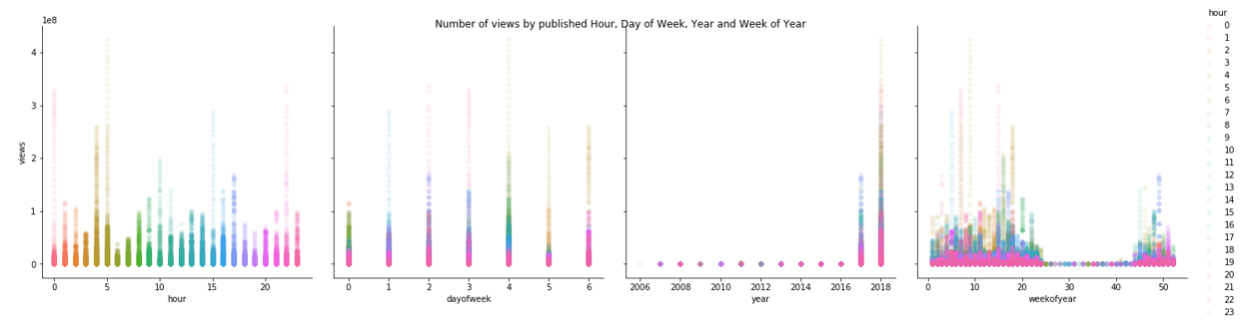 Number of views by published Hour, Day of Week, Year and Week of Year
1e8
4
3
2
1
0
views
0 5 10 15 20
hour
0 1 2 3 4 5 6
dayofweek
2006 2008 2010 2012 2014 2016 2018
year
0 10 20 30 40 50
weekofyear
hour
0
1
2
3
4
5
6
7
8
9
10
11
12
13
14
15
16
17
18
19
20
21
22
23